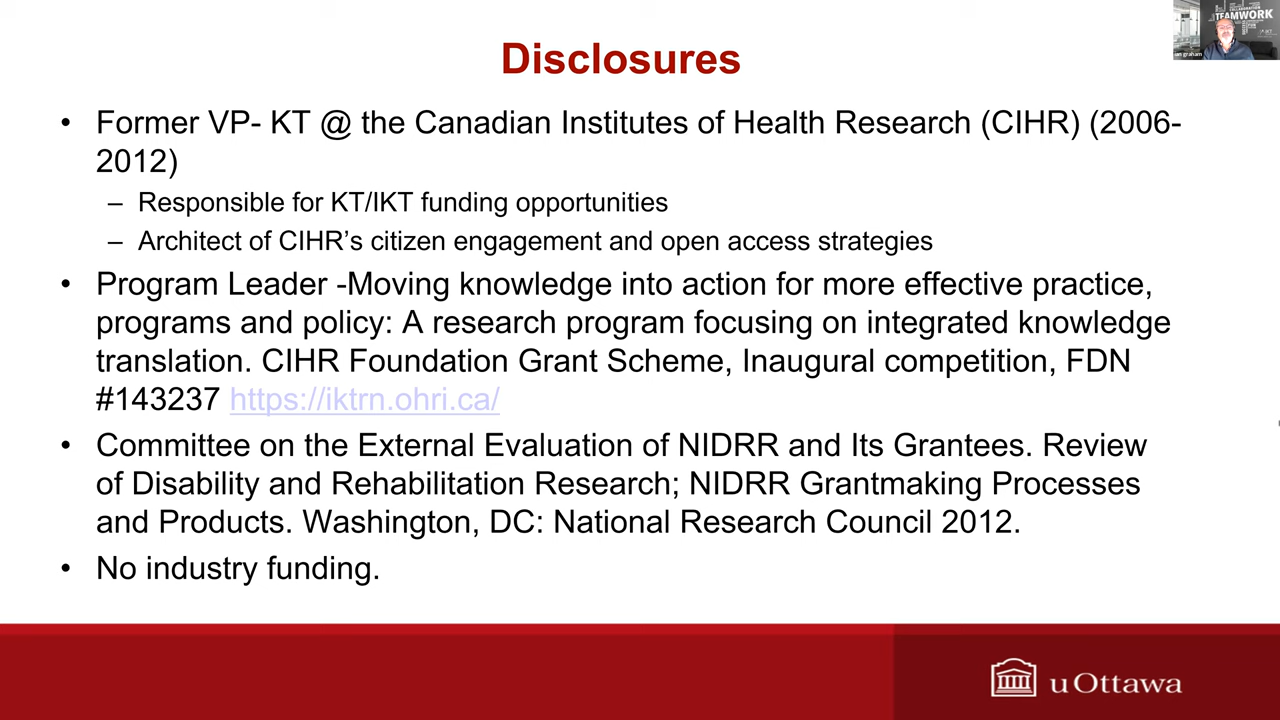 Disclosures
• Former VP- KT @ the Canadian Institutes of Health Research (CIHR) (2006-
2012)
– Responsible for KT/IKT funding opportunities
– Architect of CIHR's citizen engagement and open access strategies
• Program Leader -Moving knowledge into action for more effective practice,
programs and policy: A research program focusing on integrated knowledge
translation. CIHR Foundation Grant Scheme, Inaugural competition, FDN
#143237 https://iktrn.ohri.ca/
• Committee on the External Evaluation of NIDRR and Its Grantees. Review
of Disability and Rehabilitation Research; NIDRR Grantmaking Processes
and Products. Washington, DC: National Research Council 2012.
• No industry funding.
uOttawa
TEAMWORK
ian graham